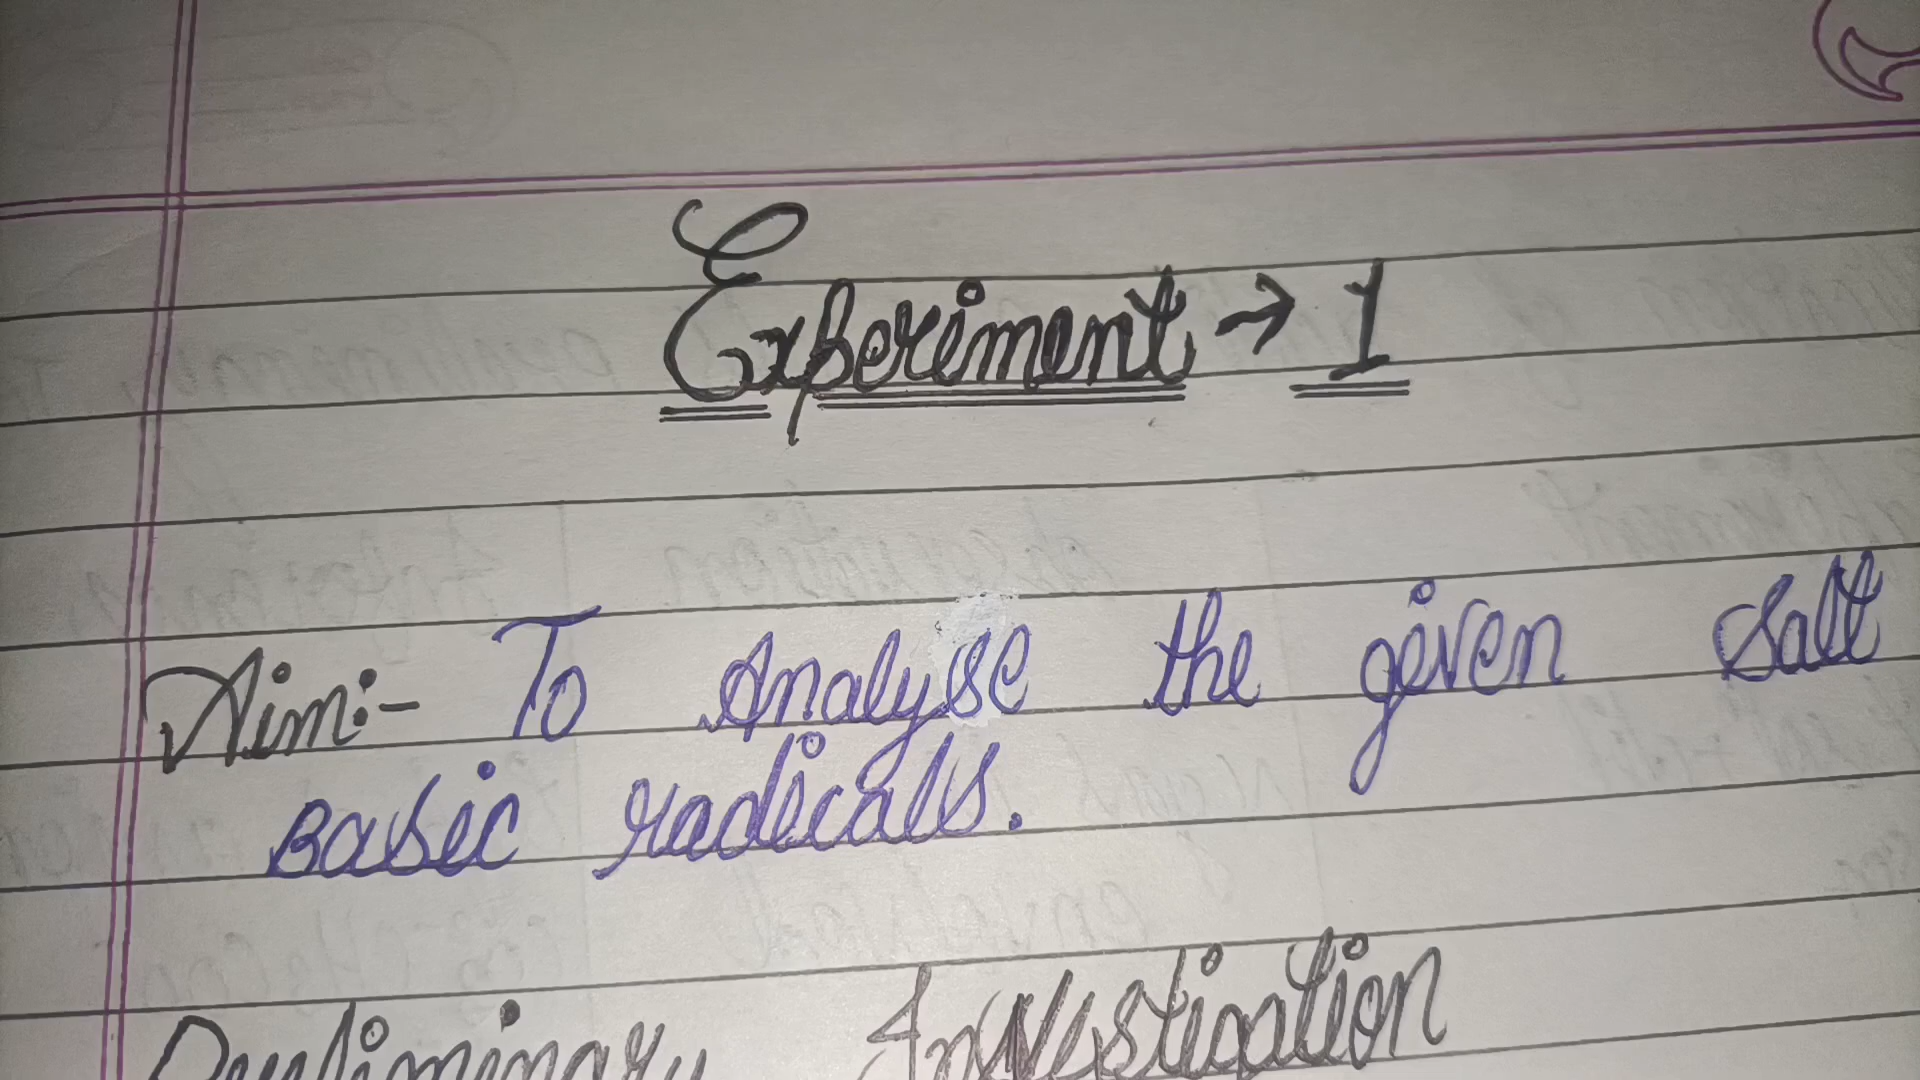 Experiment → 1
Aim:- To Analyse the given Salt
Basic radicals.
Preliminary Investigation